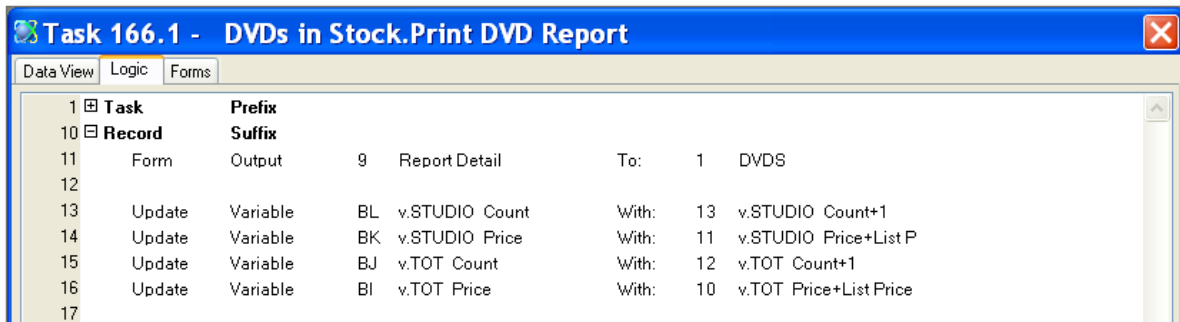 Task 166.1 - DVDs in Stock.Print DVD Report
Data View Logic Forms
1 Task Prefix
10 Record Suffix
11 Form Output 9 Report Detail To: 1 DVDS
12
13 Update Variable BL v.STUDIO Count With: 13 v.STUDIO Count+1
14 Update Variable BK v.STUDIO Price With: 11 v.STUDIO Price+List P
15 Update Variable BJ v.TOT Count With: 12 v.TOT Count+1
16 Update Variable BI v.TOT Price With: 10 v.TOT Price+List Price
17